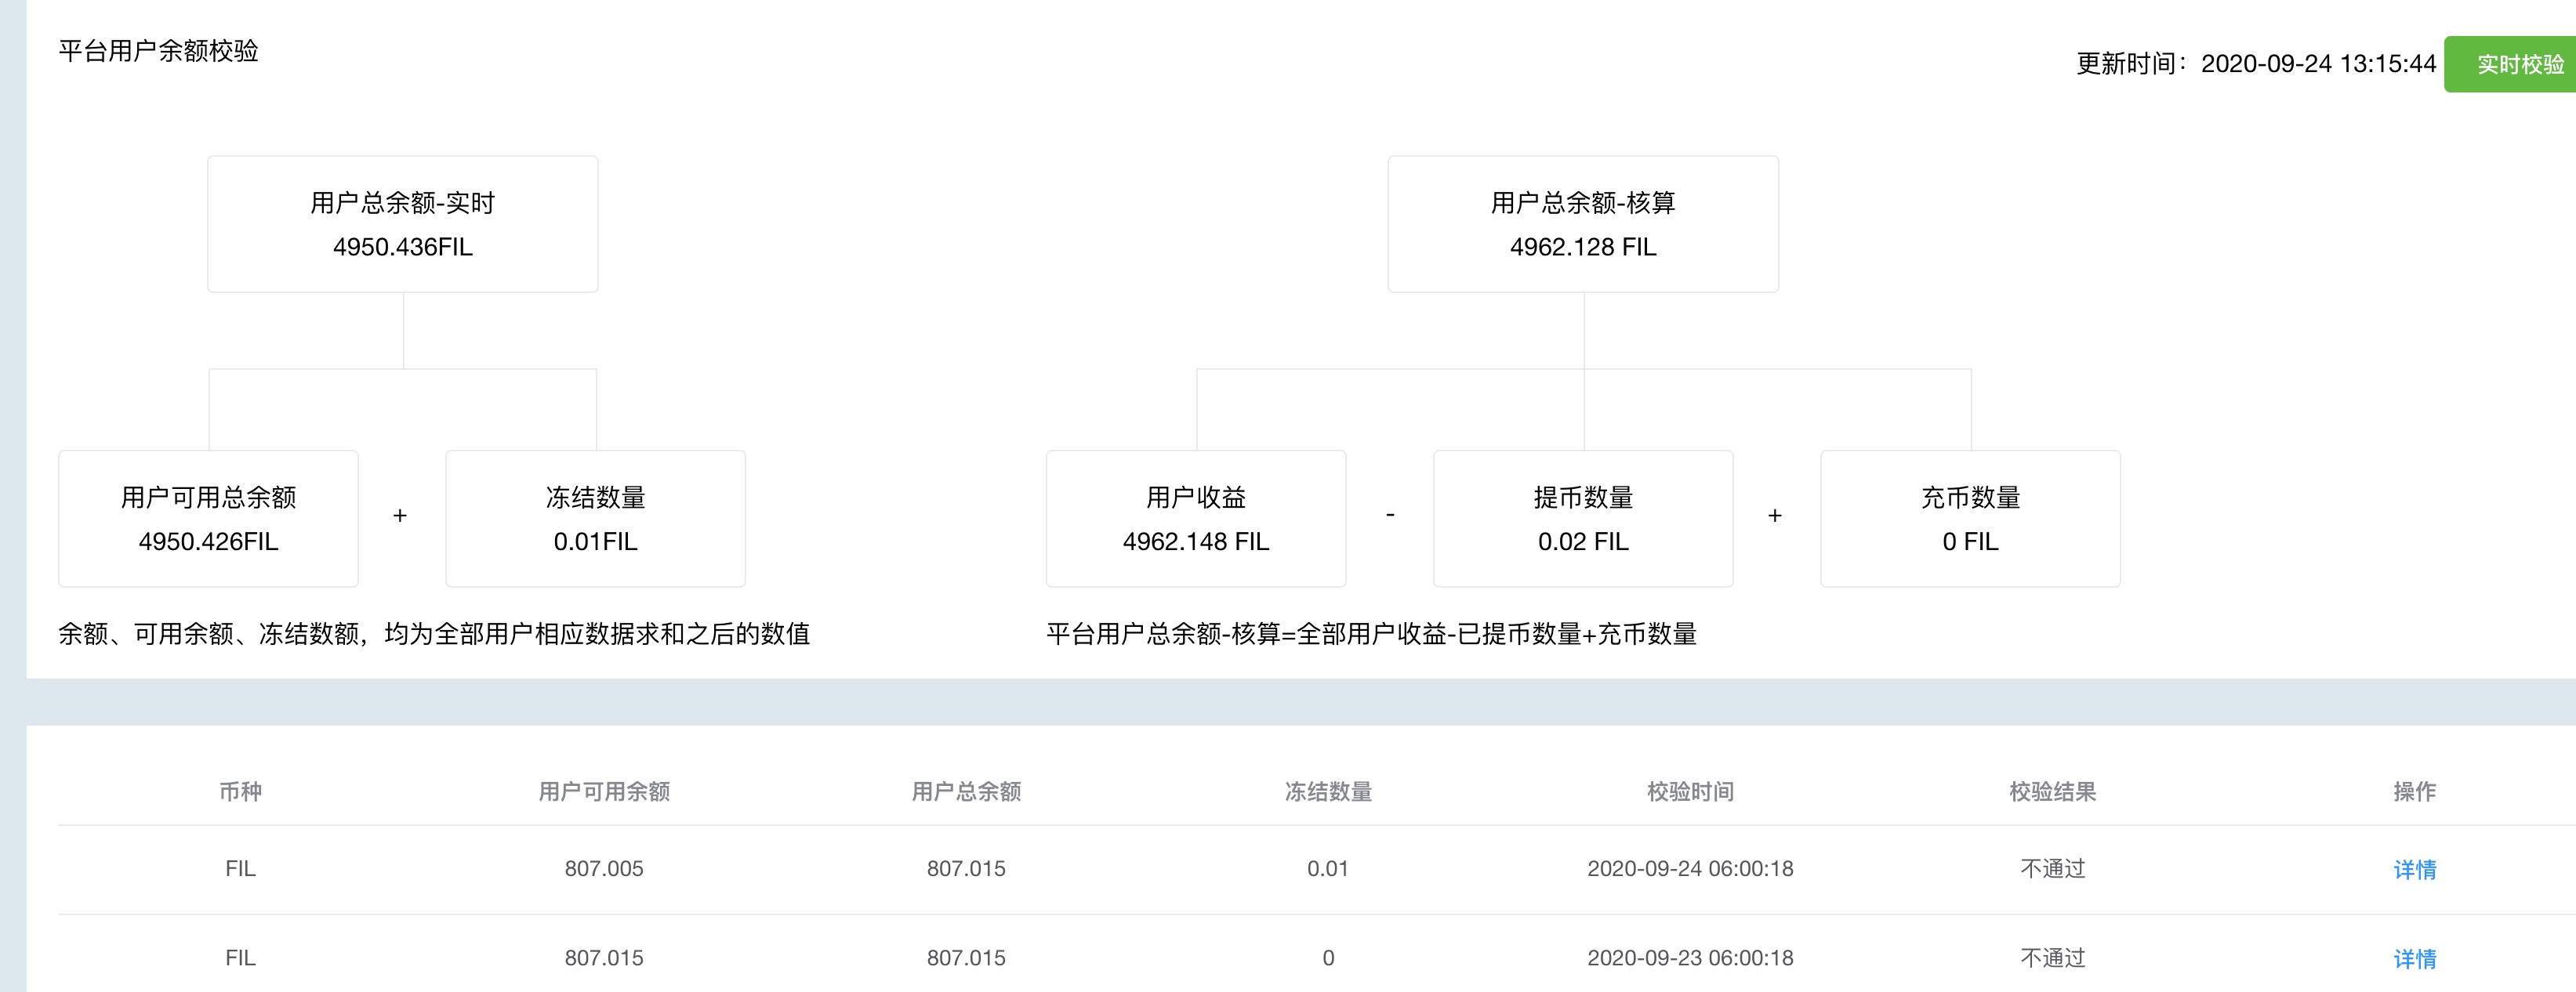 平台用户余额校验
更新时间：2020-09-24 13:15:44 实时校验
用户总余额-实时
4950.436FIL
用户总余额-核算
4962.128 FIL
用户可用总余额
4950.426FIL
+
冻结数量
0.01FIL
用户收益
4962.148 FIL
-
提币数量
0.02 FIL
+
充币数量
0 FIL
余额、可用余额、冻结数额，均为全部用户相应数据求和之后的数值
平台用户总余额-核算=全部用户收益-已提币数量+充币数量
币种 用户可用余额 用户总余额 冻结数量 校验时间 校验结果 操作
FIL 807.005 807.015 0.01 2020-09-24 06:00:18 不通过 详情
FIL 807.015 807.015 0 2020-09-23 06:00:18 不通过 详情